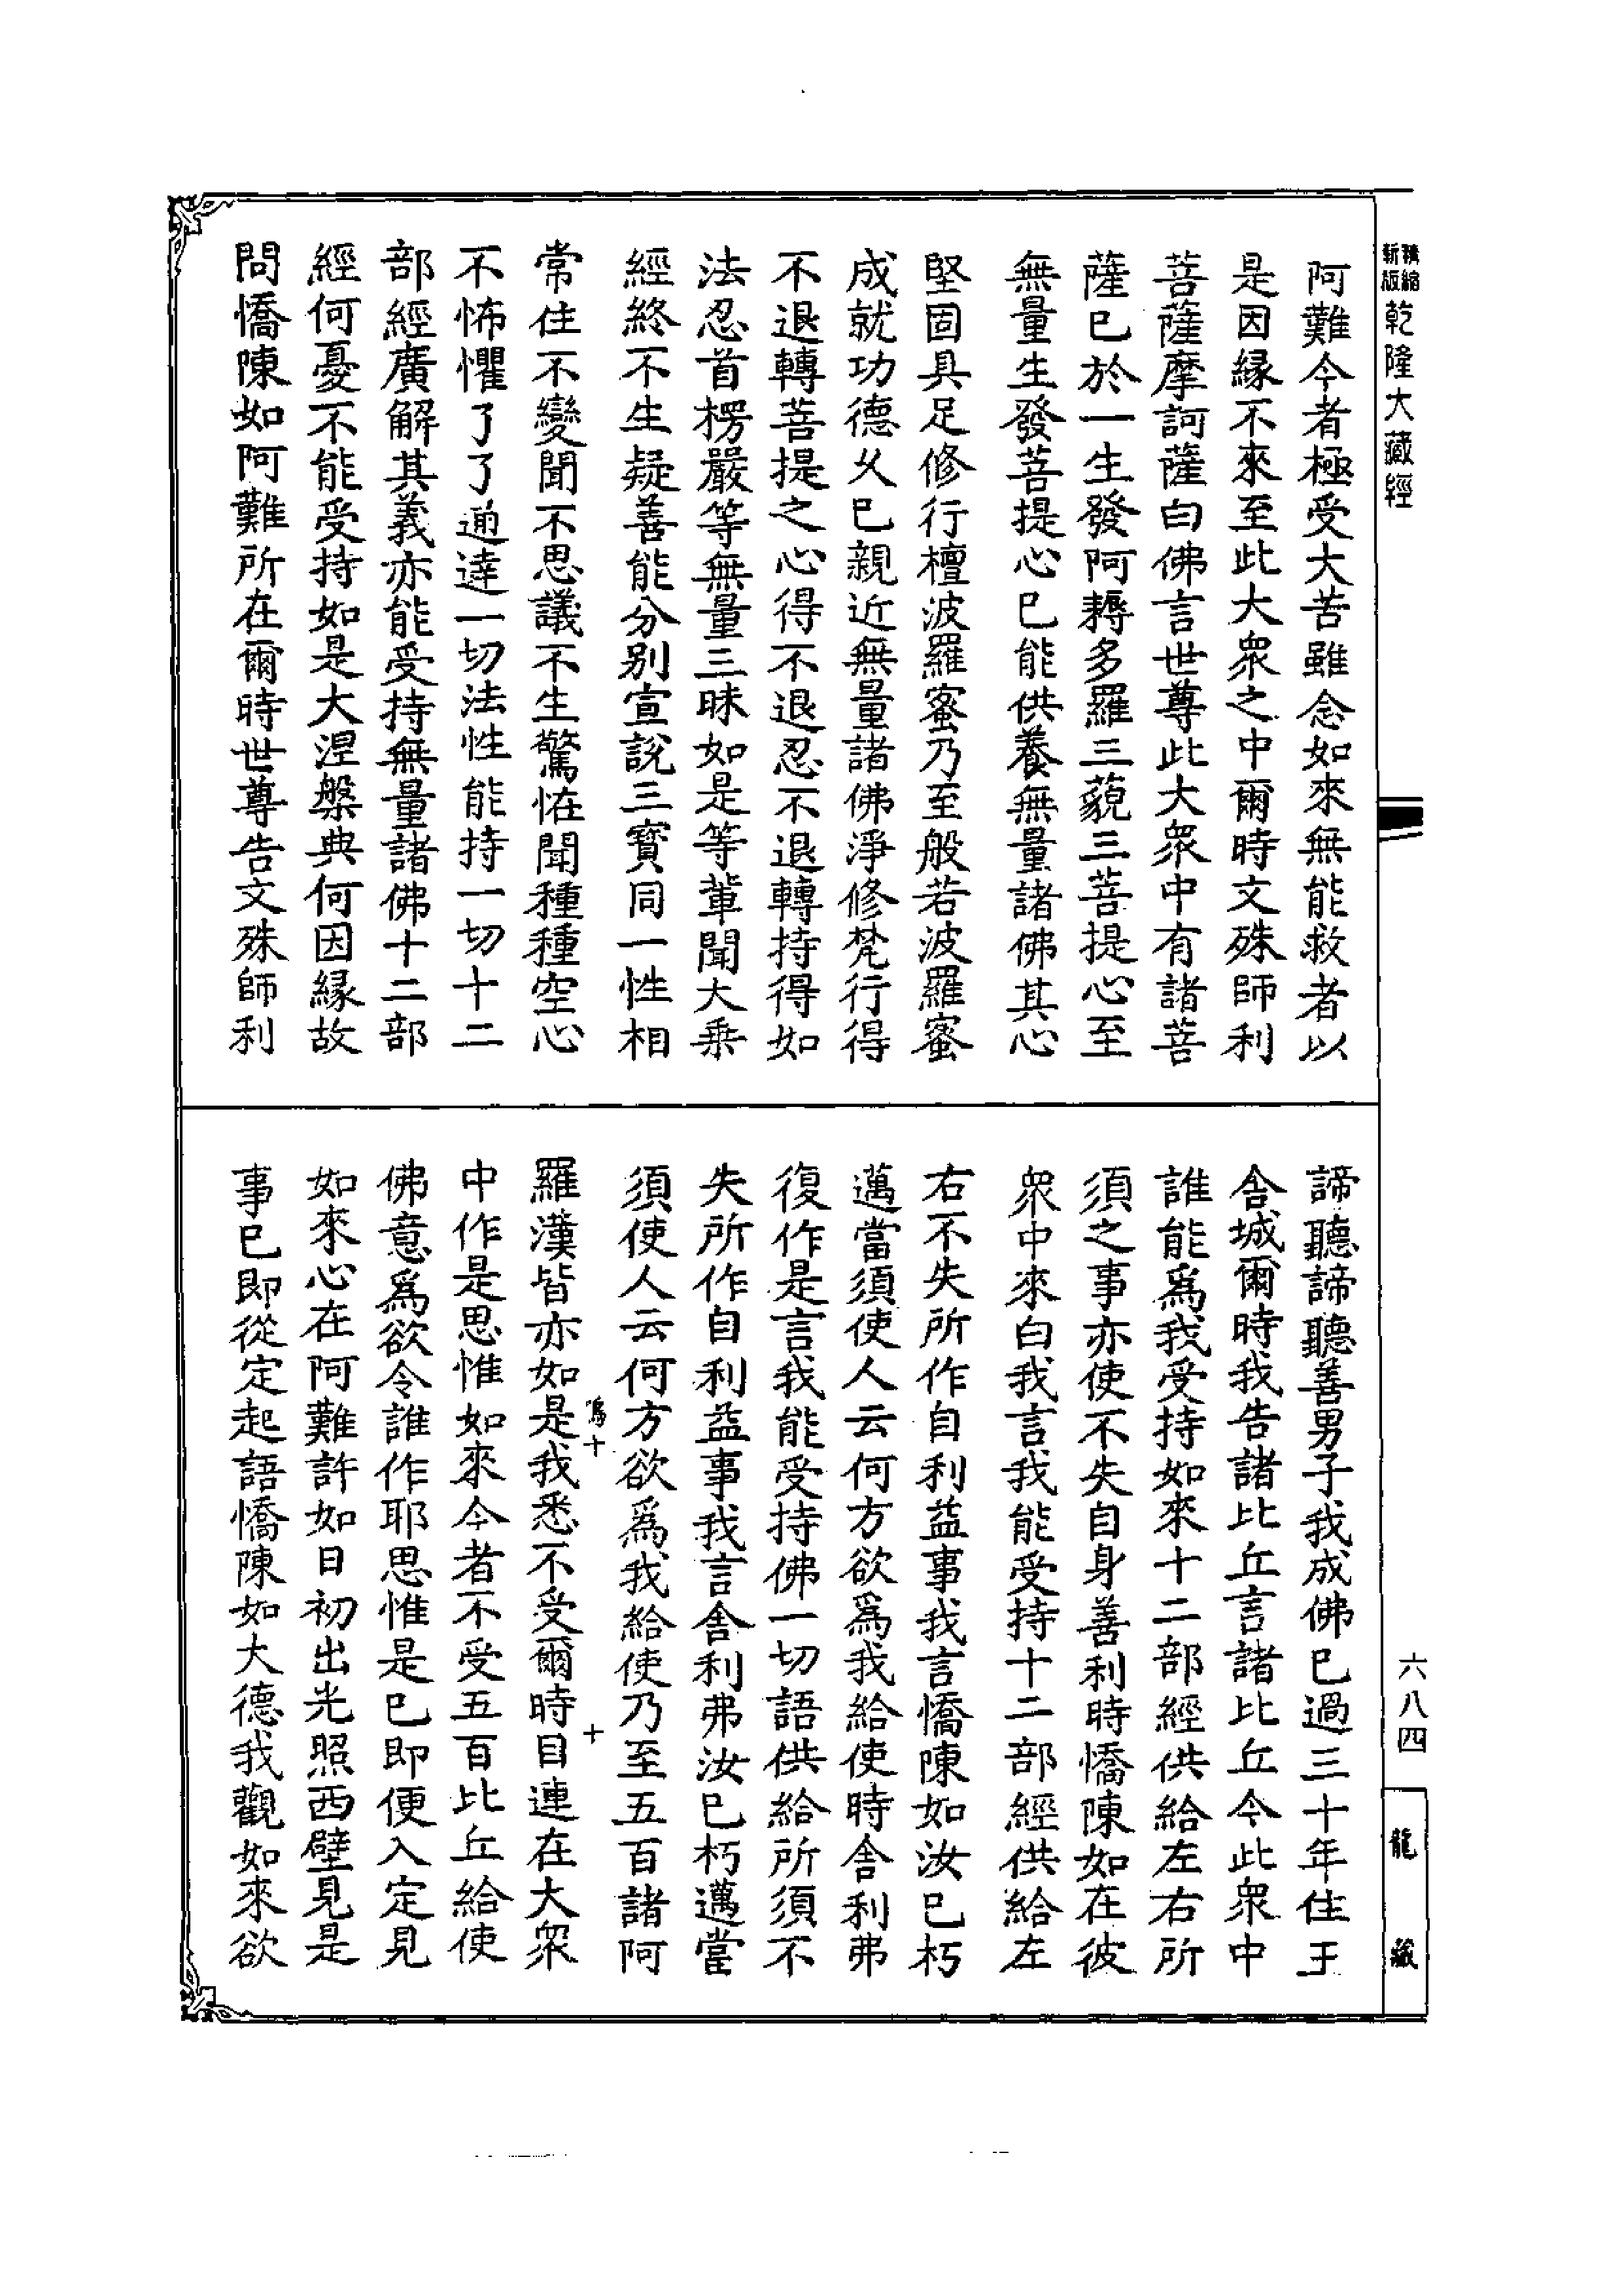 精縮
新版
乾隆大藏經
阿難今者極受大苦雖念如來無能救者以
是因緣不來至此大衆之中爾時文殊師利
菩薩摩訶薩白佛言世尊此大衆中有諸菩
薩已於一生發阿耨多羅三藐三菩提心至
無量生發菩提心已能供養無量諸佛其心
堅固具足修行檀波羅蜜乃至般若波羅蜜
成就功德久已親近無量諸佛淨修梵行得
不退轉菩提之心得不退忍不退轉持得如
法忍首楞嚴等無量三昧如是等輩聞大乘
經終不生疑善能分別宣說三寶同一性相
常住不變聞不思議不生驚恠聞種種空心
不怖懼了了通達一切法性能持一切十二
部經廣解其義亦能受持無量諸佛十二部
經何憂不能受持如是大涅槃典何因緣故
問憍陳如阿難所在爾時世尊告文殊師利
諦聽諦聽善男子我成佛已過三十年住王
舍城爾時我告諸比丘言諸比丘今此衆中
誰能爲我受持如來十二部經供給左右所
須之事亦使不失自身善利時憍陳如在彼
衆中來白我言我能受持十二部經供給左
右不失所作自利益事我言憍陳如汝已朽
邁當須使人云何方欲爲我給使時舍利弗
復作是言我能受持佛一切語供給所須不
失所作自利益事我言舍利弗汝已朽邁當
須使人云何方欲爲我給使乃至五百諸阿
鳴十
十
羅漢皆亦如是我悉不受爾時目連在大衆
中作是思惟如來今者不受五百比丘給使
佛意爲欲令誰作耶思惟是已即便入定見
如來心在阿難許如日初出光照西壁見是
事已即從定起語憍陳如大德我觀如來欲
六八四
龍藏